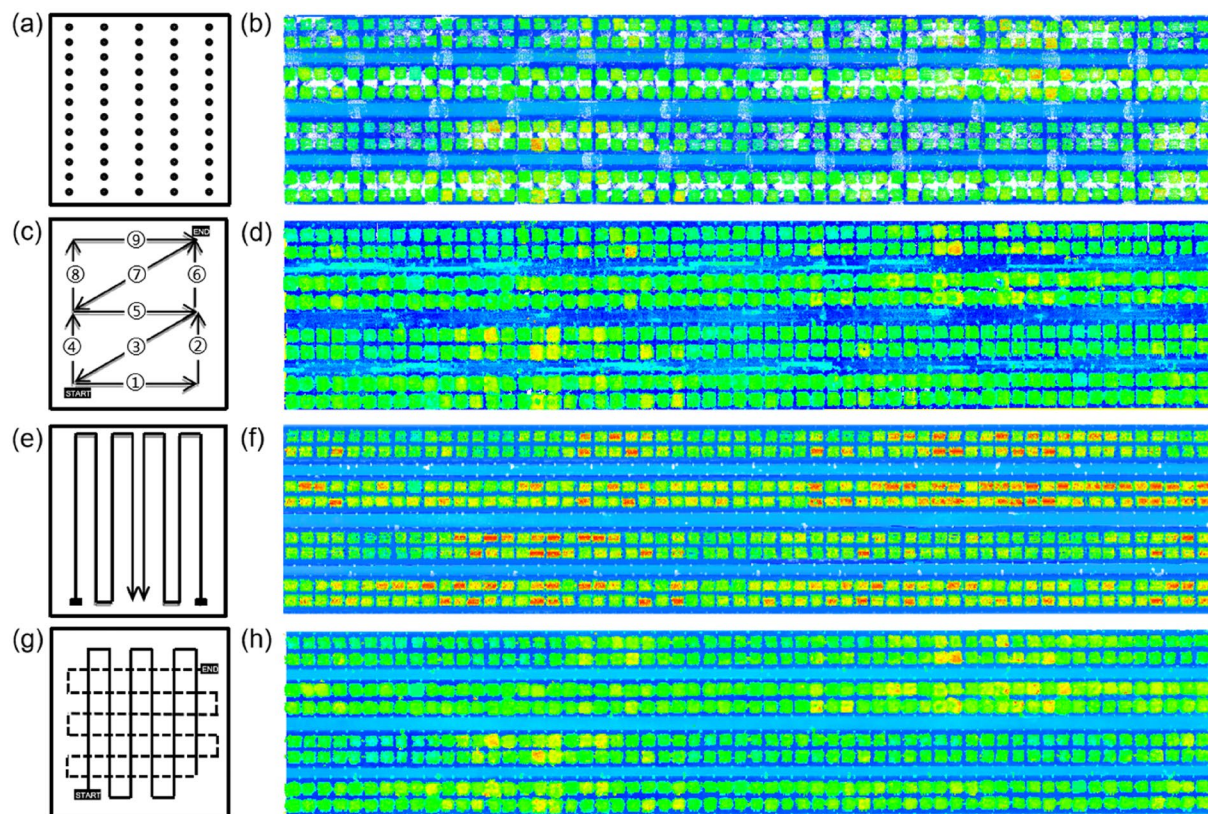 (a)
(b)
(c)
(d)
⑨
END
⑧
⑦
⑥
⑤
④
③
②
START
①
(e)
(f)
(g)
(h)
END
START